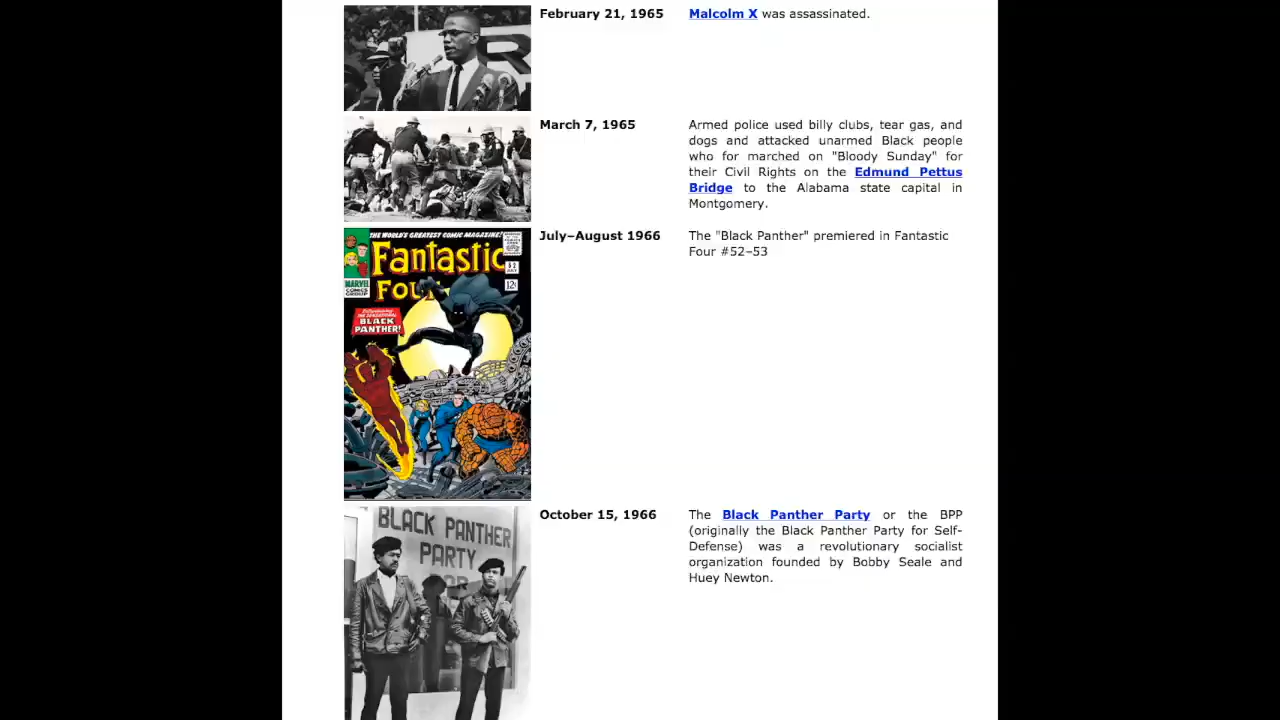 February 21, 1965
Malcolm X was assassinated.
March 7, 1965
Armed police used billy clubs, tear gas, and
dogs and attacked unarmed Black people
who for marched on "Bloody Sunday" for
their Civil Rights on the Edmund Pettus
Bridge to the Alabama state capital in
Montgomery.
July–August 1966
The "Black Panther" premiered in Fantastic
Four #52–53
THE WORLD'S GREATEST COMIC MAGAZINE!
Fantastic
FOUR
MARVEL
COMICS
GROUP
52
JULY
12¢
BLACK
PANTHER!
October 15, 1966
The Black Panther Party or the BPP
(originally the Black Panther Party for Self-
Defense) was a revolutionary socialist
organization founded by Bobby Seale and
Huey Newton.
BLACK PANTHER
PARTY